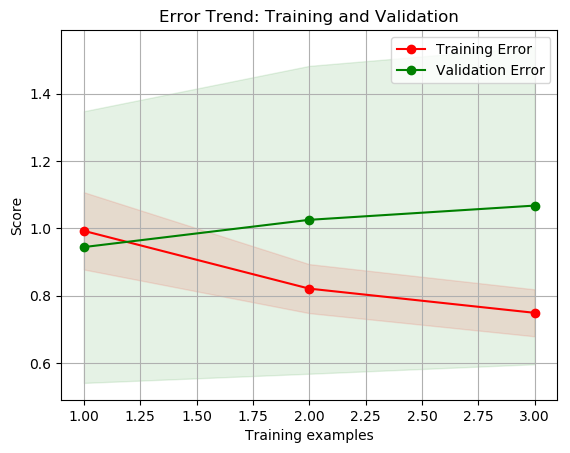 Error Trend: Training and Validation
Training Error
Validation Error
Score
1.4
1.2
1.0
0.8
0.6
1.00 1.25 1.50 1.75 2.00 2.25 2.50 2.75 3.00
Training examples